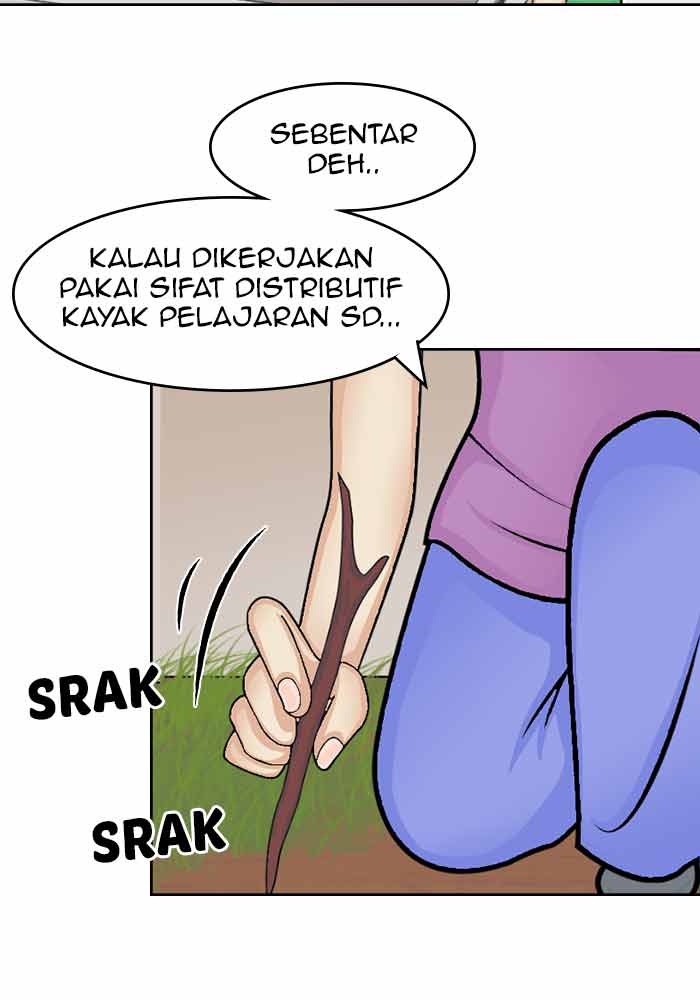 SEBENTAR
DEH..
KALAU DIKERJAKAN
PAKAI SIFAT DISTRIBUTIF
KAYAK PELAJARAN SD...
SRAK
SRAK